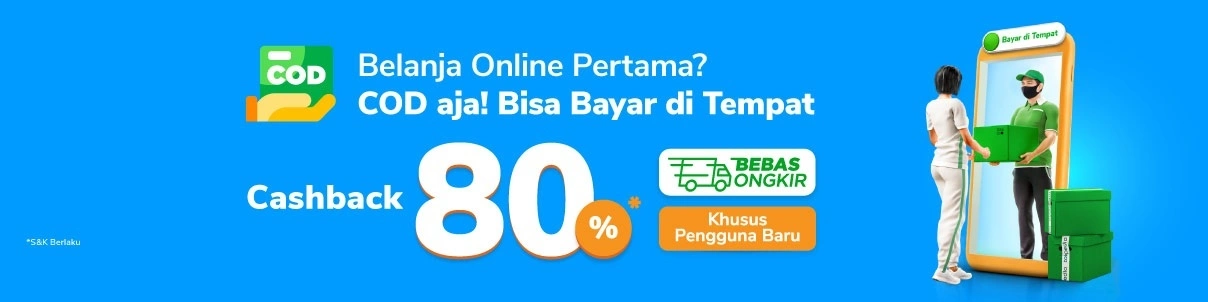 COD
Belanja Online Pertama?
COD aja! Bisa Bayar di Tempat
Cashback 80%*
BEBAS
ONGKIR
Khusus
Pengguna Baru
*S&K Berlaku
Bayar di Tempat
tokopedia